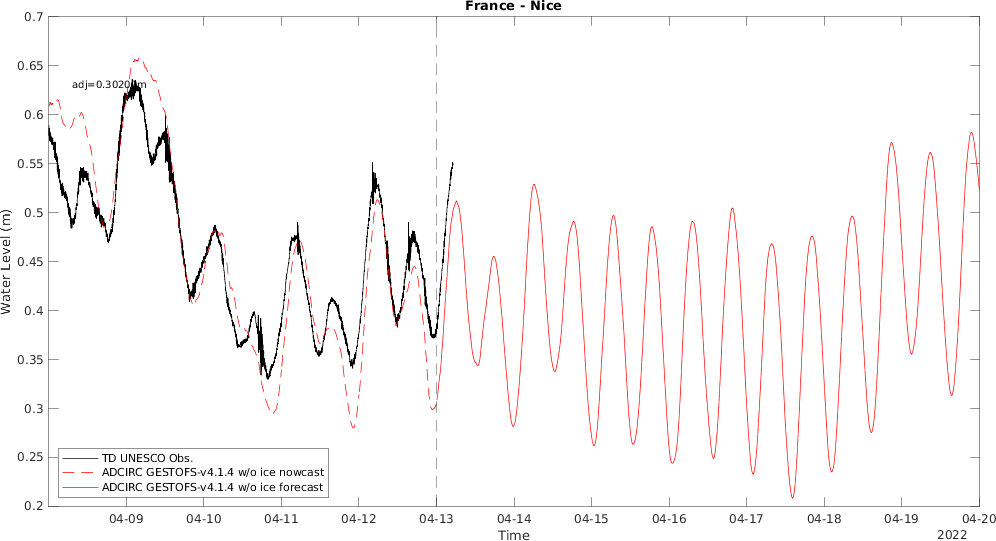 France - Nice
0.7
0.65
0.6
0.55
0.5
0.45
0.4
0.35
0.3
0.25
0.2
Water Level (m)
adj=0.3020 m
TD UNESCO Obs.
ADCIRC GESTOFS-v4.1.4 w/o ice nowcast
ADCIRC GESTOFS-v4.1.4 w/o ice forecast
04-09 04-10 04-11 04-12 04-13 04-14 04-15 04-16 04-17 04-18 04-19 04-20
Time
2022